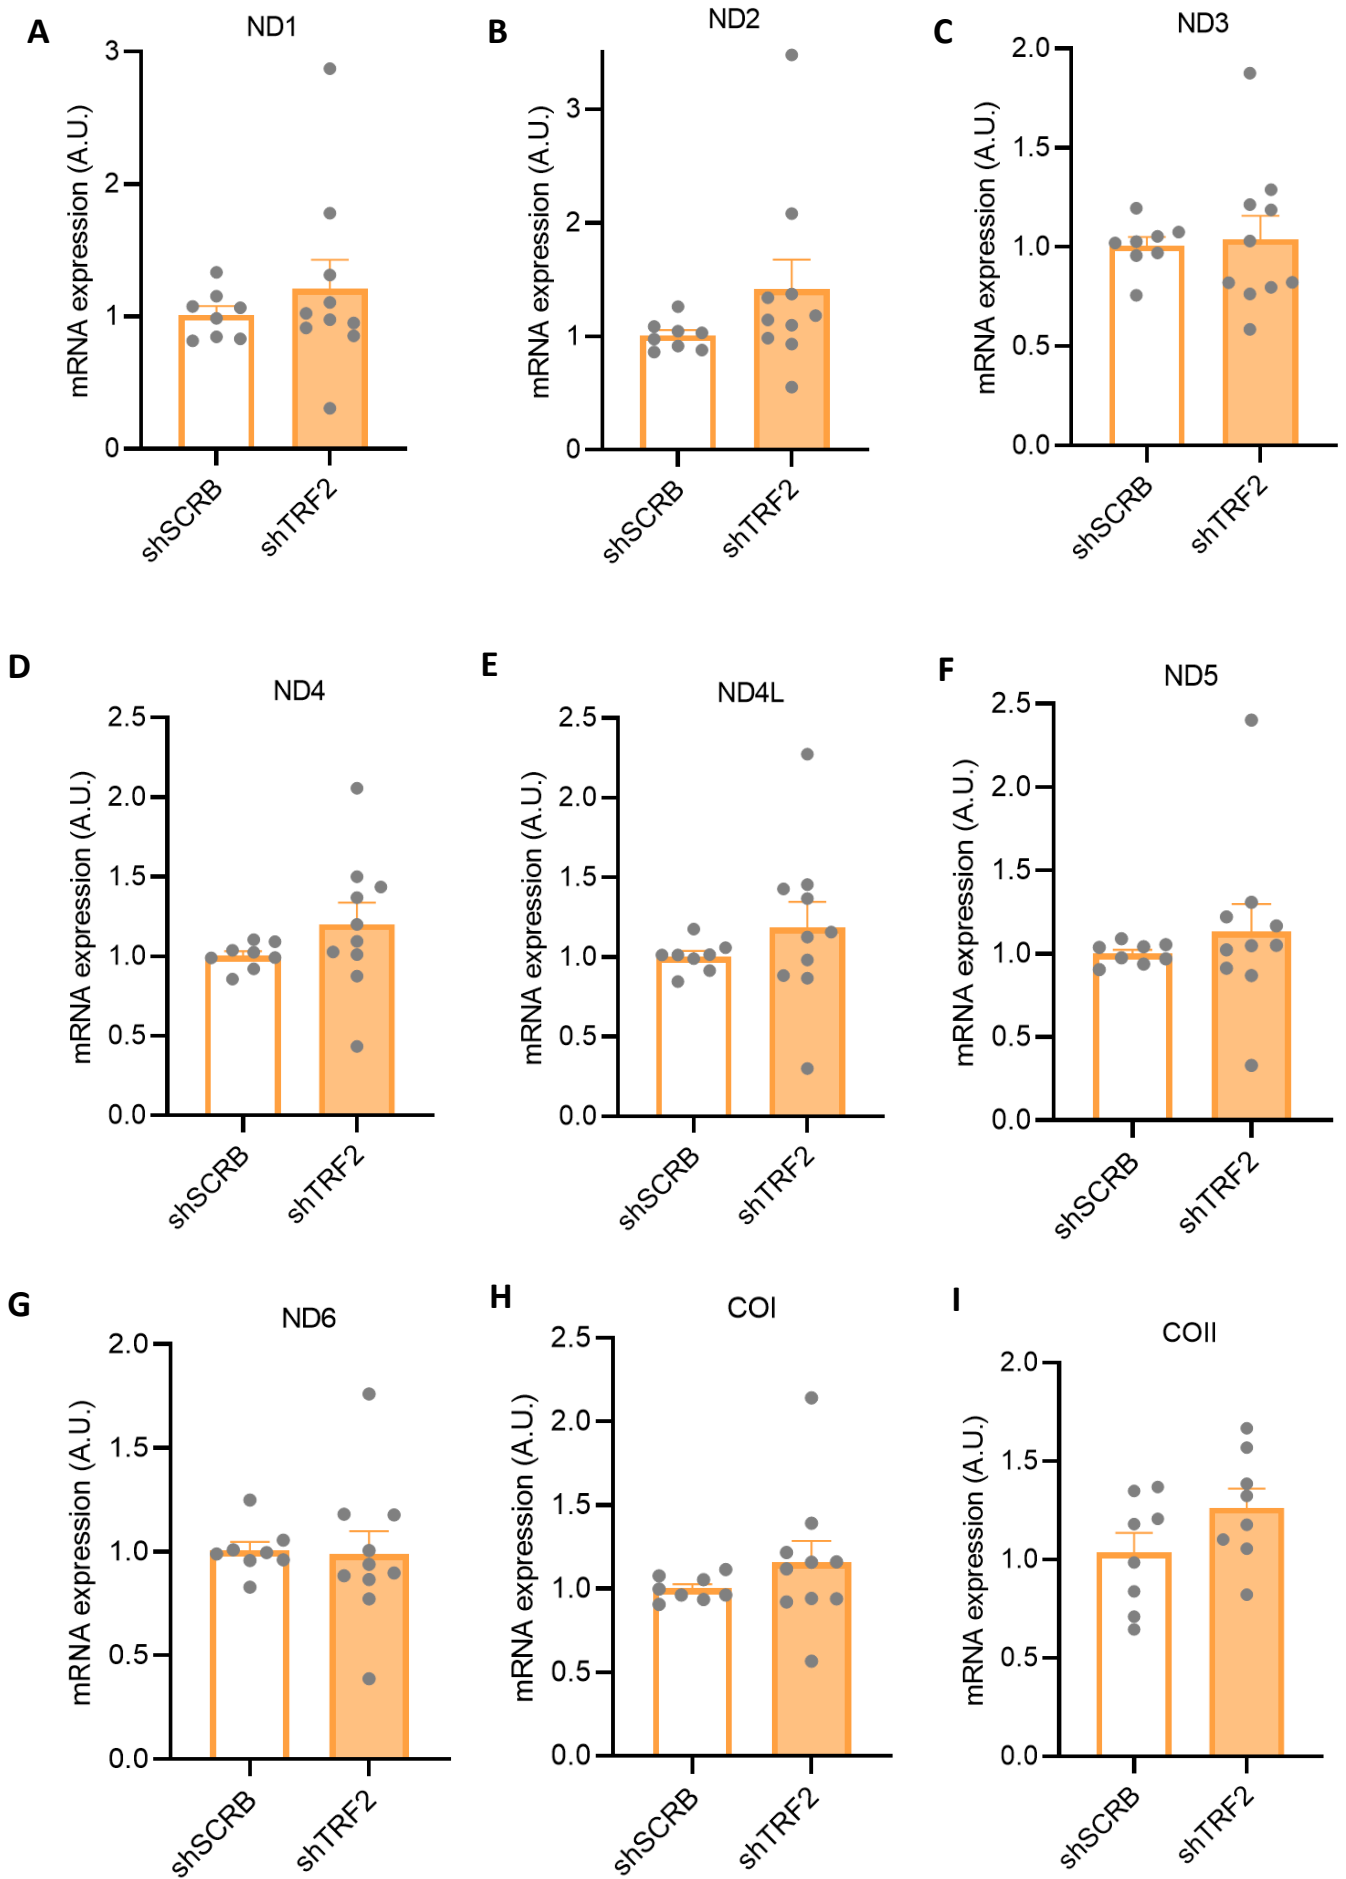 A
ND1
mRNA expression (A.U.)
3
2
1
0
shSCRB
shTRF2
B
ND2
mRNA expression (A.U.)
3
2
1
0
shSCRB
shTRF2
C
ND3
mRNA expression (A.U.)
2.0
1.5
1.0
0.5
0.0
shSCRB
shTRF2
D
ND4
mRNA expression (A.U.)
2.5
2.0
1.5
1.0
0.5
0.0
shSCRB
shTRF2
E
ND4L
mRNA expression (A.U.)
2.5
2.0
1.5
1.0
0.5
0.0
shSCRB
shTRF2
F
ND5
mRNA expression (A.U.)
2.5
2.0
1.5
1.0
0.5
0.0
shSCRB
shTRF2
G
ND6
mRNA expression (A.U.)
2.0
1.5
1.0
0.5
0.0
shSCRB
shTRF2
H
COI
mRNA expression (A.U.)
2.5
2.0
1.5
1.0
0.5
0.0
shSCRB
shTRF2
I
COII
mRNA expression (A.U.)
2.0
1.5
1.0
0.5
0.0
shSCRB
shTRF2